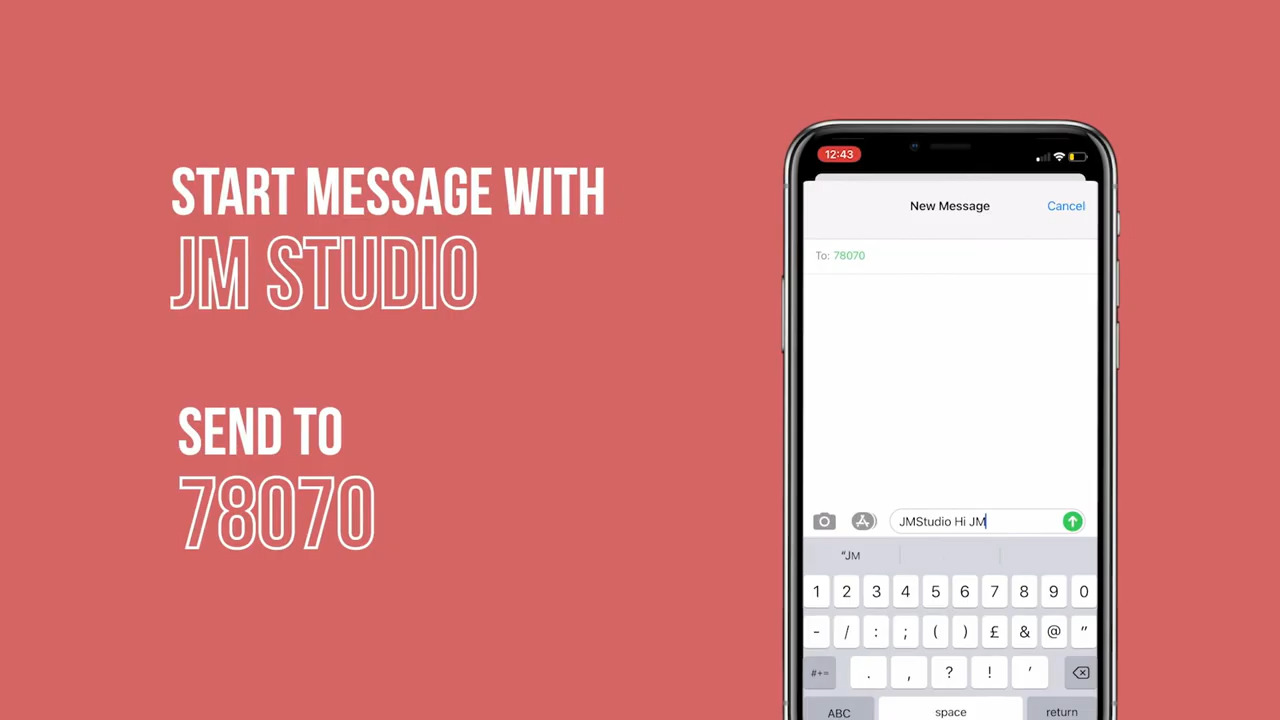 START MESSAGE WITH
JM STUDIO
SEND TO
78070
12:43
New Message
Cancel
To: 78070
JMStudio Hi JM
“JM
1 2 3 4 5 6 7 8 9 0
- / : ; ( ) £ & @ ”
#+= . , ? ! ’
ABC space return